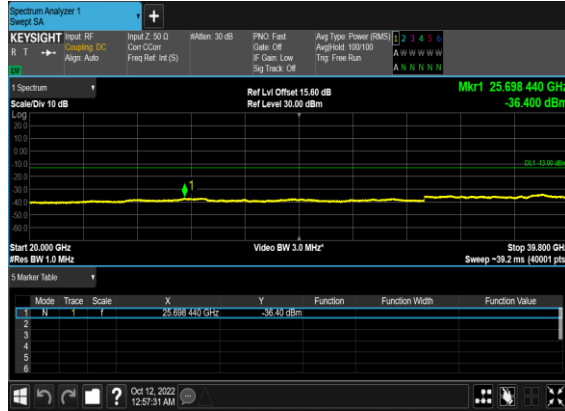 Spectrum Analyzer 1
Swept SA
+
KEYSIGHT Input: RF Input Z: 50 Ω #Atten: 30 dB PNO: Fast Avg Type: Power (RMS) 1 2 3 4 5 6
R T Coupling: DC Corr CCorr Gate: Off Avg|Hold: 100/100 A W W W W W
Align: Auto Freq Ref: Int (S) IF Gain: Low Trig: Free Run
LV Sig Track: Off A N N N N N
1 Spectrum Ref Lvl Offset 15.60 dB Mkr1 25.698 440 GHz
Scale/Div 10 dB Ref Level 30.00 dBm -36.400 dBm
Log
20.0
10.0
0.00
-10.0 DL1 -13.00 dBm
-20.0
-30.0 1
-40.0
-50.0
-60.0
Start 20.000 GHz Video BW 3.0 MHz* Stop 39.800 GHz
#Res BW 1.0 MHz Sweep ~39.2 ms (40001 pts
5 Marker Table
Mode Trace Scale X Y Function Function Width Function Value
1 N 1 f 25.698 440 GHz -36.40 dBm
2
3
4
5
6
? Oct 12, 2022
12:57:31 AM